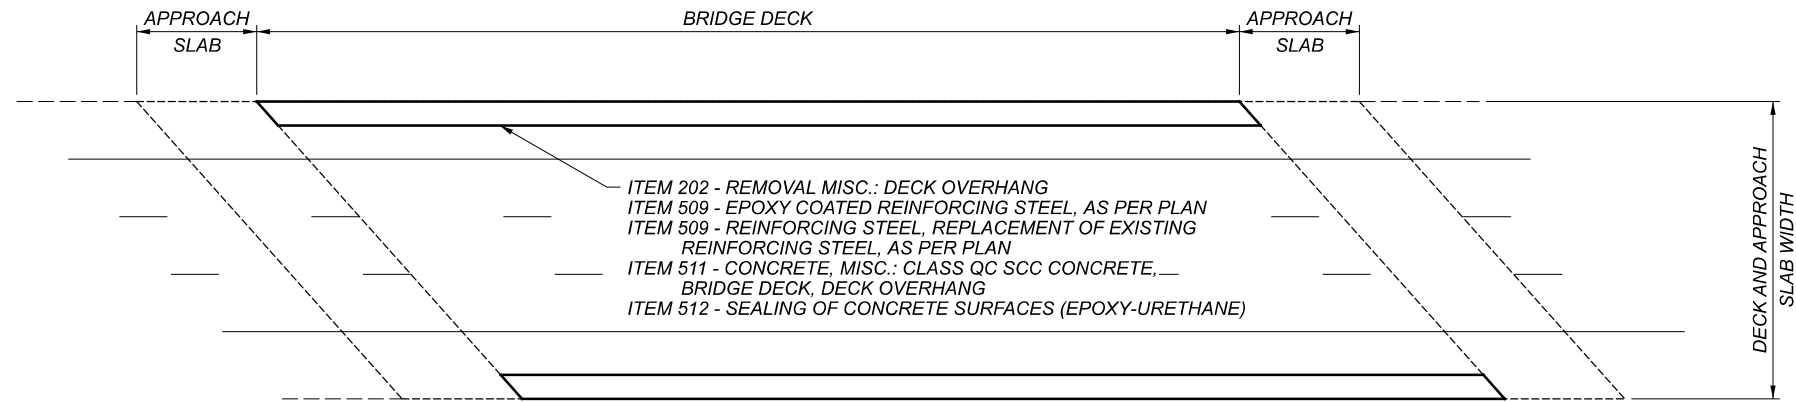 APPROACH
SLAB
BRIDGE DECK
APPROACH
SLAB
ITEM 202 - REMOVAL MISC.: DECK OVERHANG
ITEM 509 - EPOXY COATED REINFORCING STEEL, AS PER PLAN
ITEM 509 - REINFORCING STEEL, REPLACEMENT OF EXISTING
REINFORCING STEEL, AS PER PLAN
ITEM 511 - CONCRETE, MISC.: CLASS QC SCC CONCRETE,
BRIDGE DECK, DECK OVERHANG
ITEM 512 - SEALING OF CONCRETE SURFACES (EPOXY-URETHANE)
DECK AND APPROACH
SLAB WIDTH